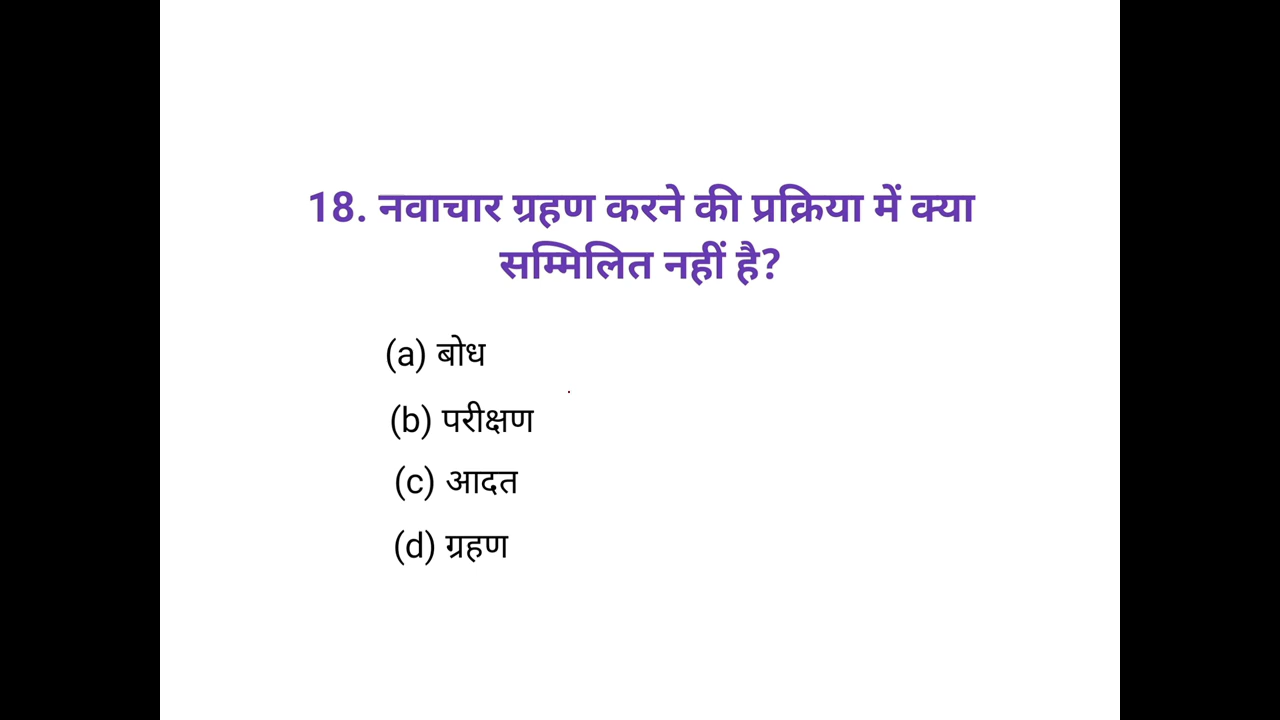 18. नवाचार ग्रहण करने की प्रक्रिया में क्या
सम्मिलित नहीं है?
(a) बोध
(b) परीक्षण
(c) आदत
(d) ग्रहण